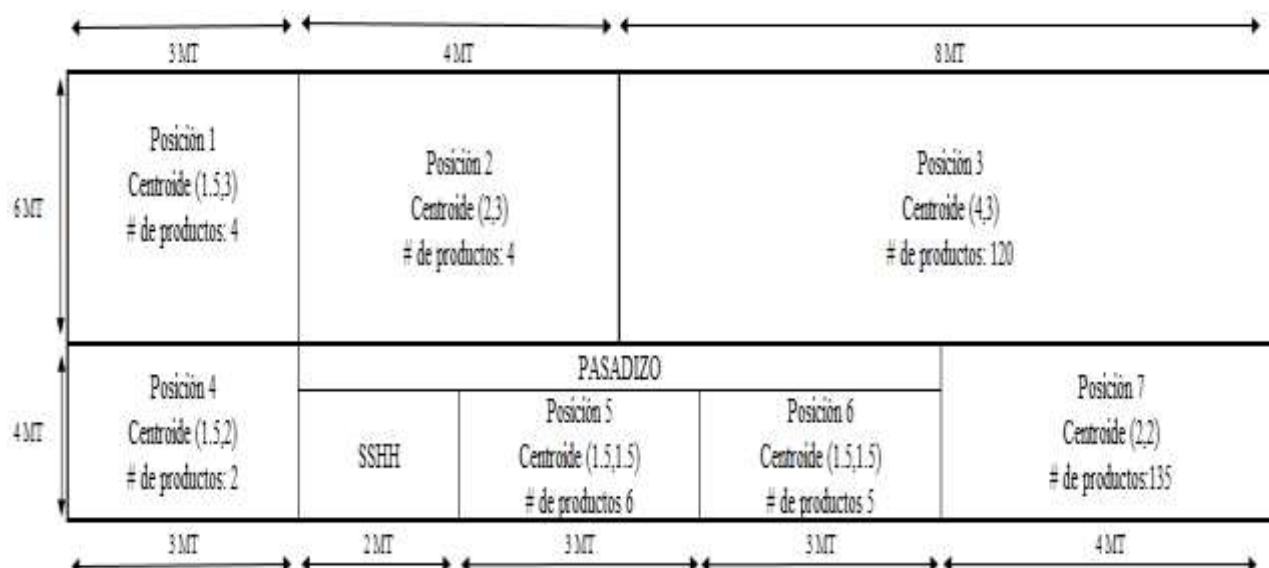 3 MT
4 MT
8 MT
6 MT
Posición 1
Centroide (1.5,3)
# de productos: 4
Posición 2
Centroide (2,3)
# de productos: 4
Posición 3
Centroide (4,3)
# de productos: 120
4 MT
Posición 4
Centroide (1.5,2)
# de productos: 2
PASADIZO
SSHH
Posición 5
Centroide (1.5,1.5)
# de productos 6
Posición 6
Centroide (1.5,1.5)
# de productos 5
Posición 7
Centroide (2,2)
# de productos:135
3 MT
2 MT
3 MT
3 MT
4 MT